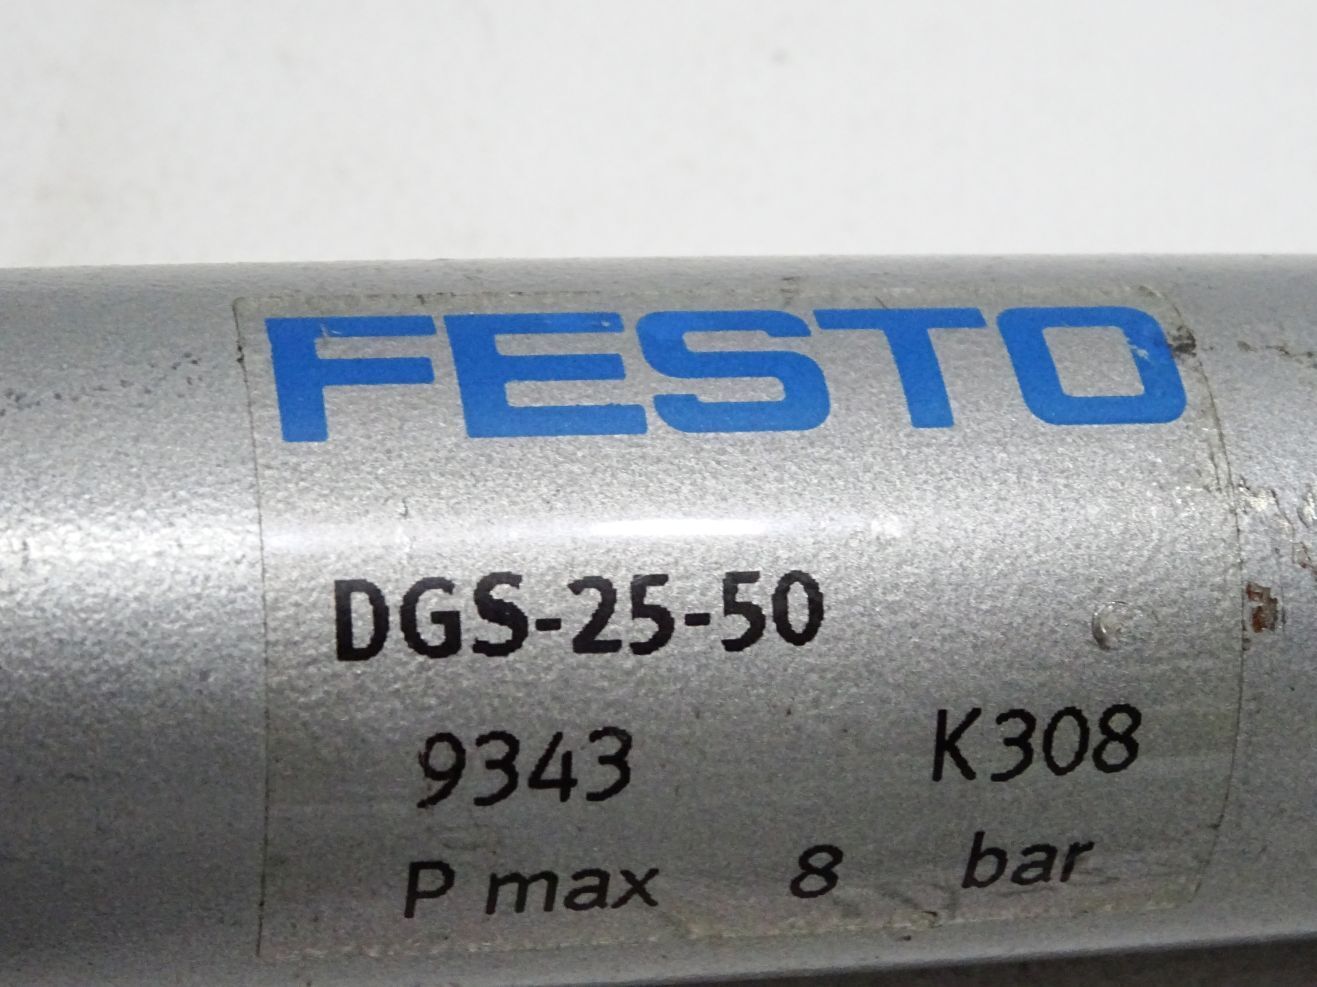 FESTO
DGS-25-50
9343 K308
P max 8 bar